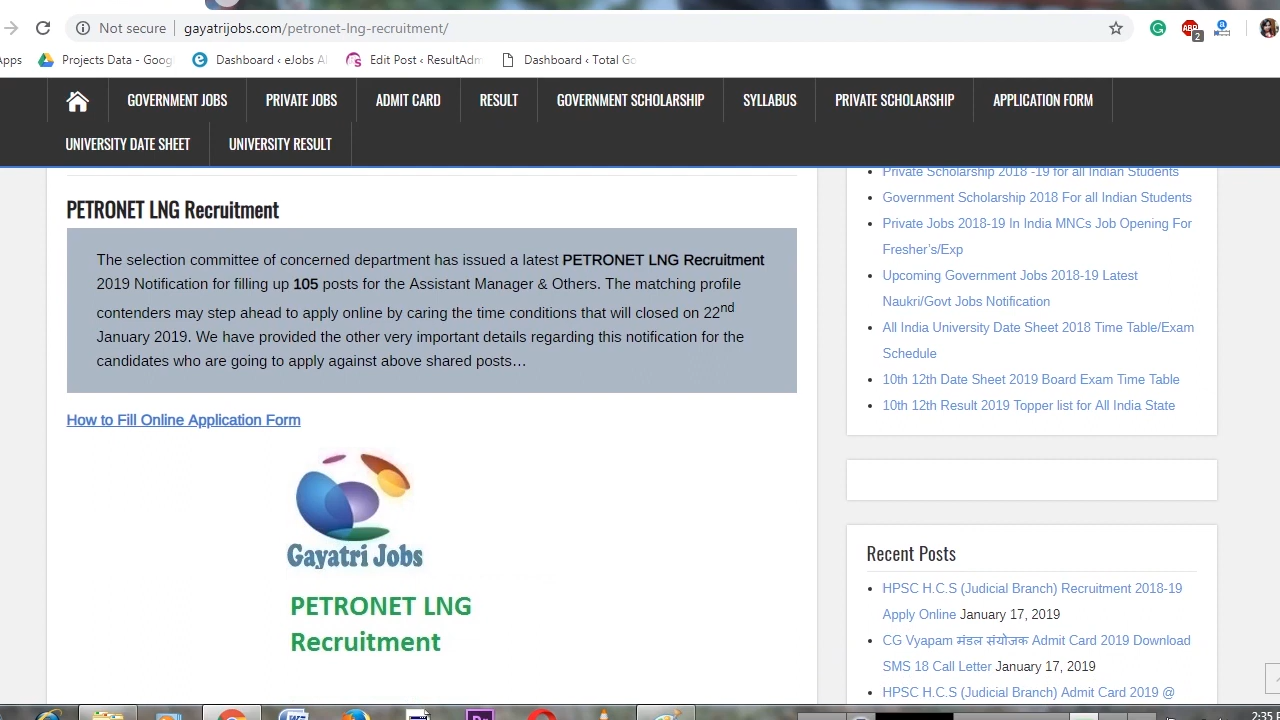 Not secure gayatrijobs.com/petronet-lng-recruitment/
ABP
2
a
Apps Projects Data - Goog Dashboard ‹ eJobs Al Edit Post ‹ ResultAdm Dashboard ‹ Total Go
GOVERNMENT JOBS PRIVATE JOBS ADMIT CARD RESULT GOVERNMENT SCHOLARSHIP SYLLABUS PRIVATE SCHOLARSHIP APPLICATION FORM
UNIVERSITY DATE SHEET UNIVERSITY RESULT
PETRONET LNG Recruitment
The selection committee of concerned department has issued a latest PETRONET LNG Recruitment
2019 Notification for filling up 105 posts for the Assistant Manager & Others. The matching profile
contenders may step ahead to apply online by caring the time conditions that will closed on 22nd
January 2019. We have provided the other very important details regarding this notification for the
candidates who are going to apply against above shared posts…
How to Fill Online Application Form
Gayatri Jobs
PETRONET LNG
Recruitment
Private Scholarship 2018 -19 for all Indian Students
Government Scholarship 2018 For all Indian Students
Private Jobs 2018-19 In India MNCs Job Opening For
Fresher's/Exp
Upcoming Government Jobs 2018-19 Latest
Naukri/Govt Jobs Notification
All India University Date Sheet 2018 Time Table/Exam
Schedule
10th 12th Date Sheet 2019 Board Exam Time Table
10th 12th Result 2019 Topper list for All India State
Recent Posts
HPSC H.C.S (Judicial Branch) Recruitment 2018-19
Apply Online January 17, 2019
CG Vyapam मंडल संयोजक Admit Card 2019 Download
SMS 18 Call Letter January 17, 2019
HPSC H.C.S (Judicial Branch) Admit Card 2019 @
2:35 P